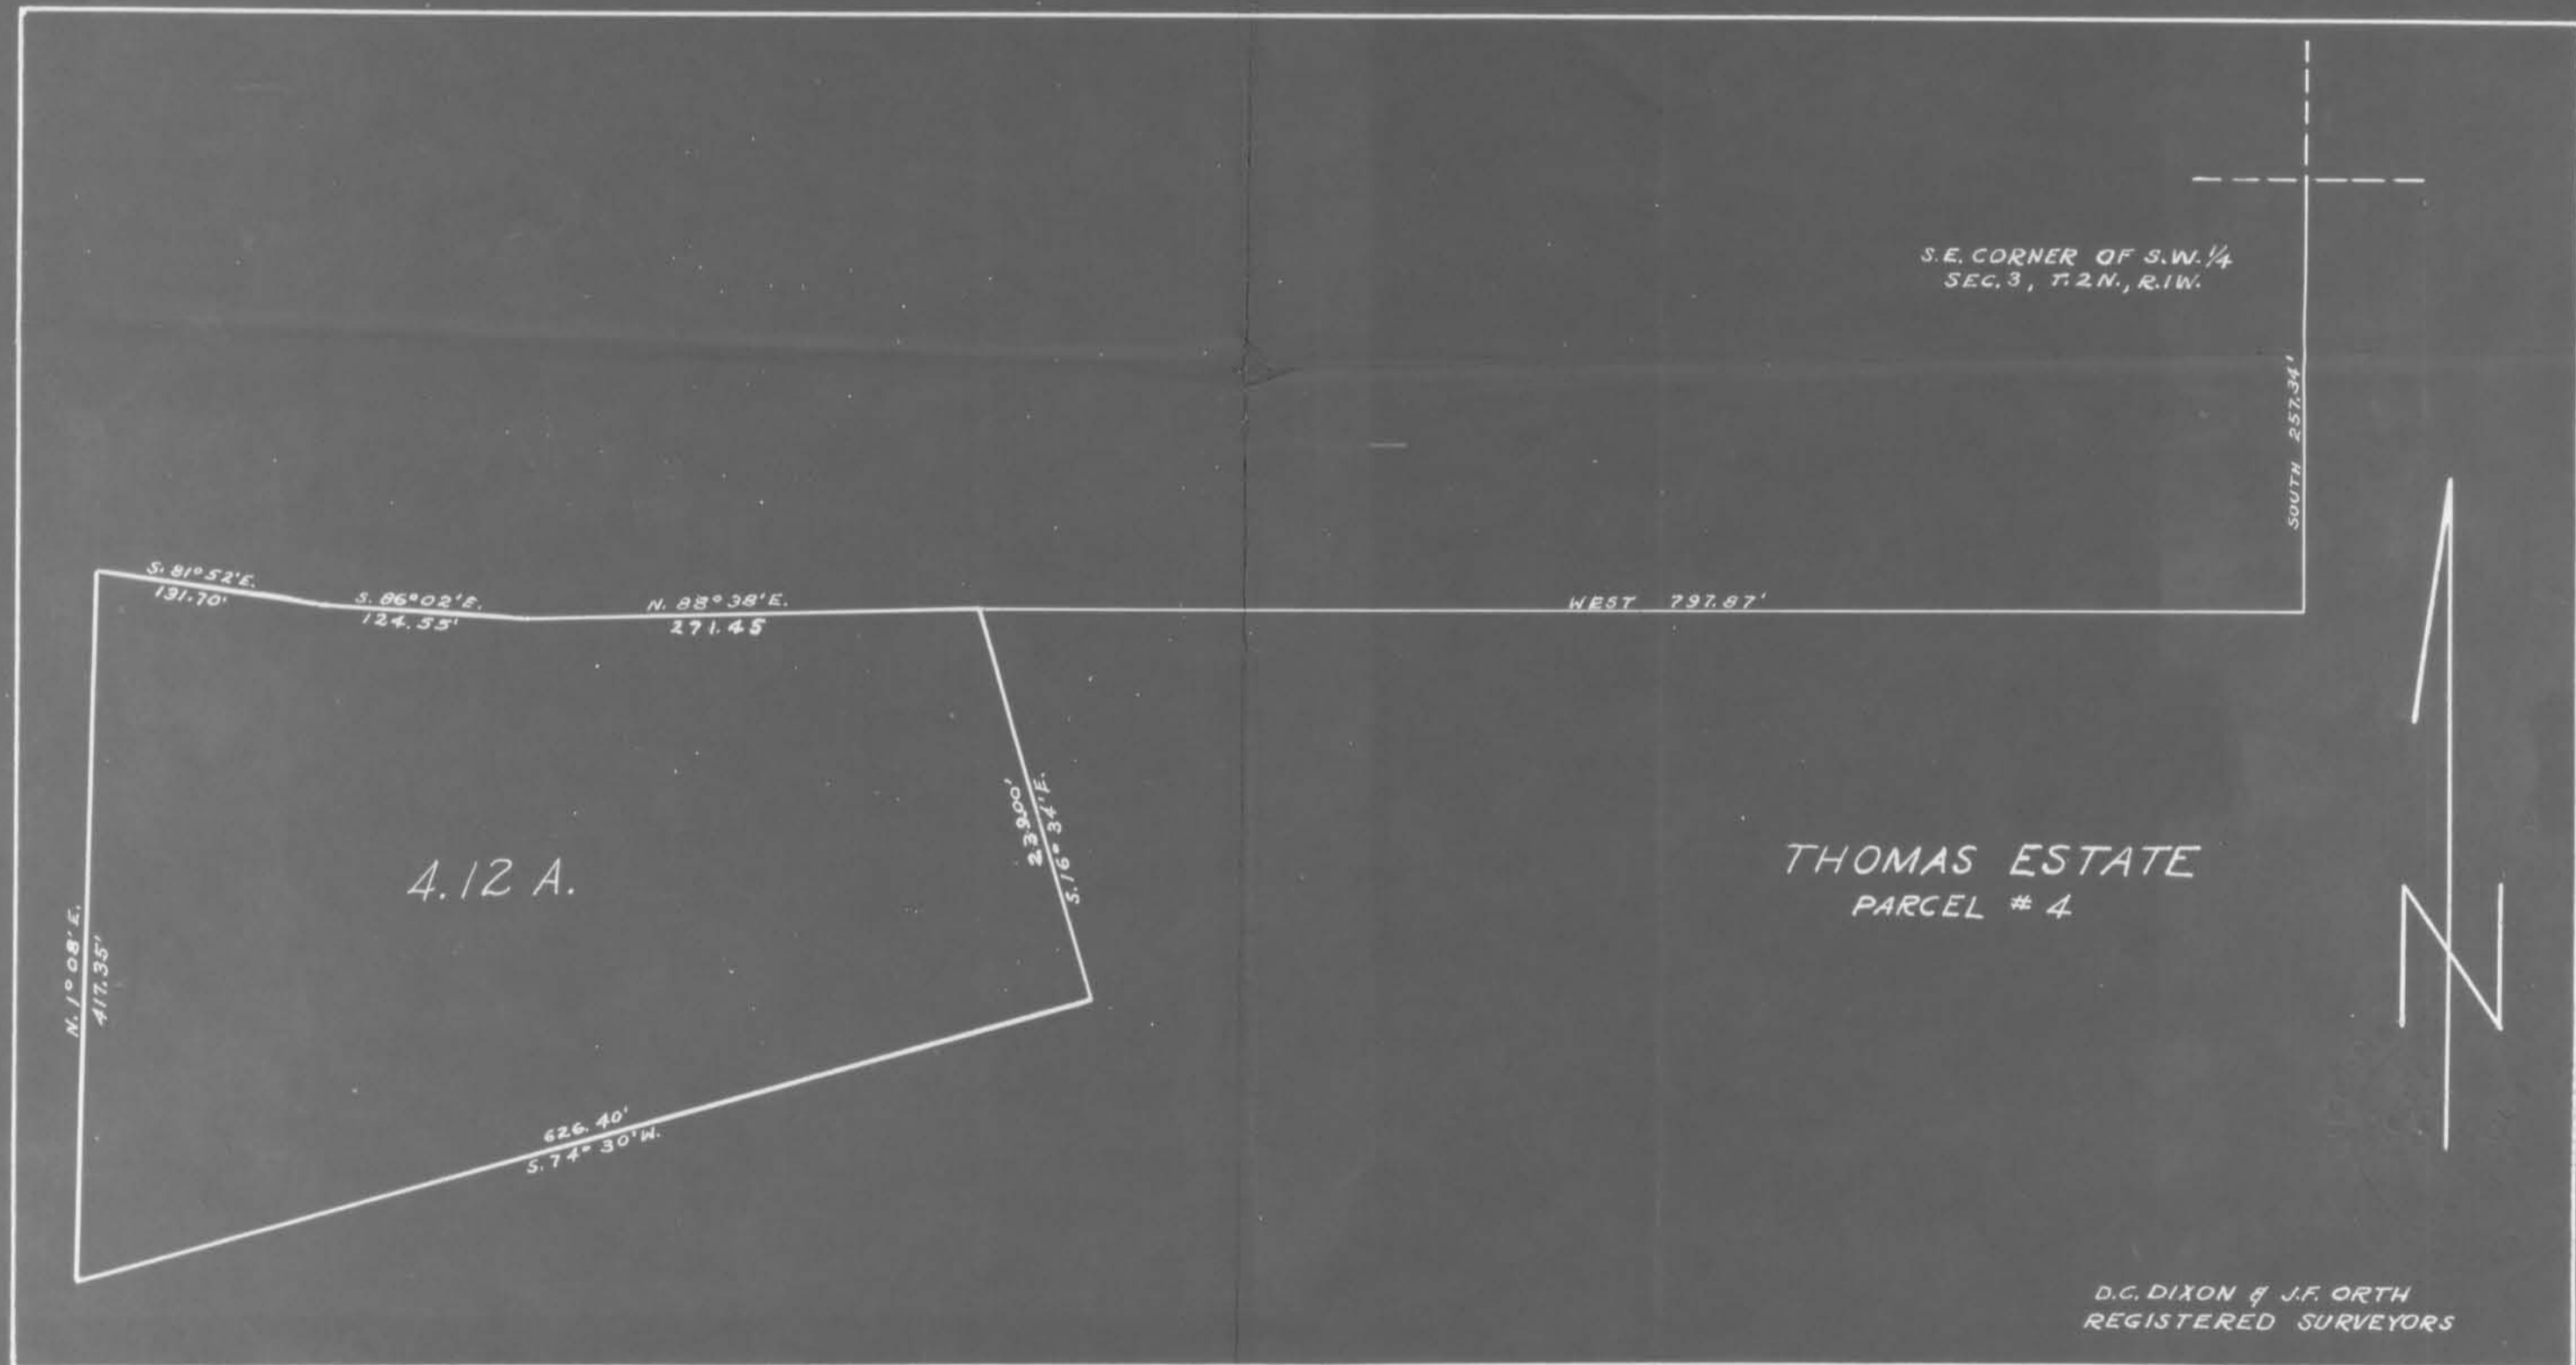 S.E. CORNER OF S.W. 1/4
SEC. 3, T. 2 N., R. 1 W.
SOUTH 257.34'
S. 81° 52' E.
131.70'
S. 86° 02' E.
124.55'
N. 88° 38' E.
271.45
WEST 797.87'
239.00'
S. 16° 34' E.
4.12 A.
N. 1° 08' E.
417.35'
626.40'
S. 74° 30' W.
THOMAS ESTATE
PARCEL # 4
N
D.C. DIXON & J.F. ORTH
REGISTERED SURVEYORS